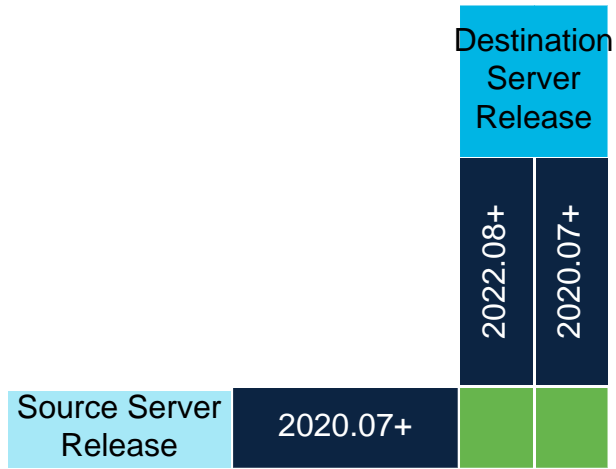 Destination
Server
Release
2022.08+
2020.07+
Source Server
Release
2020.07+